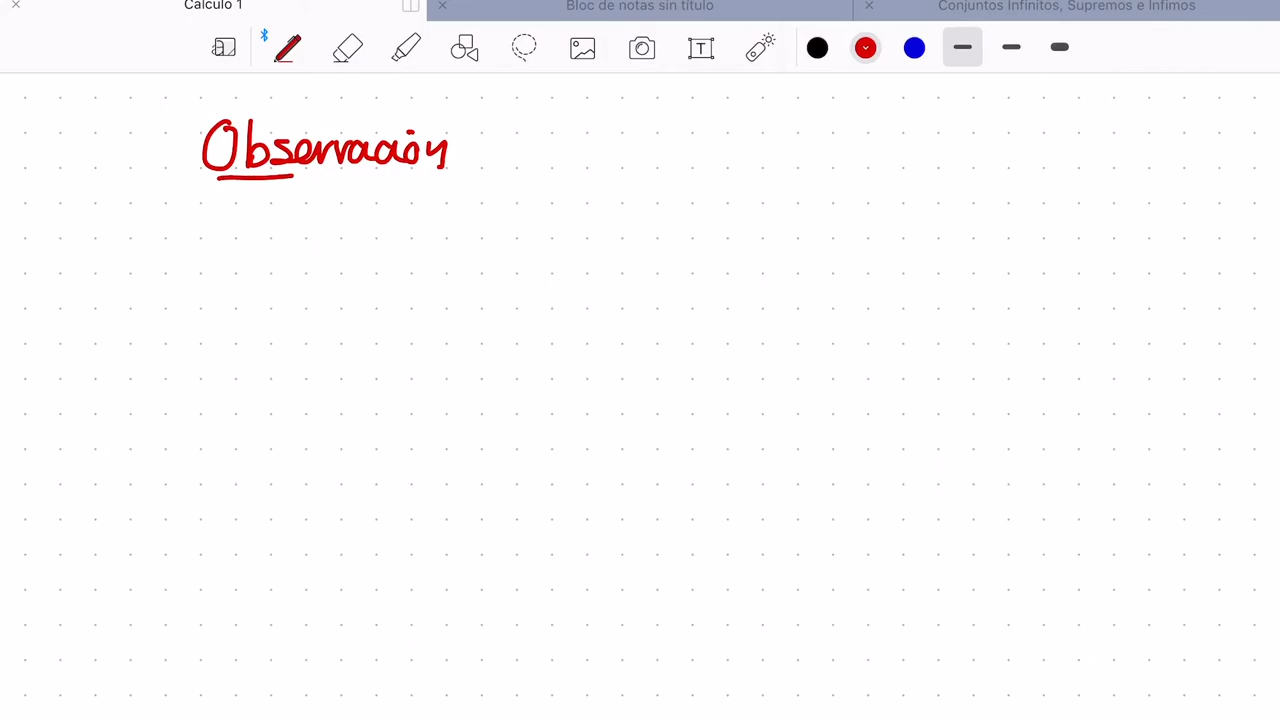 Calculo 1
Bloc de notas sin título
Conjuntos Infinitos, Supremos e Infimos
Observación